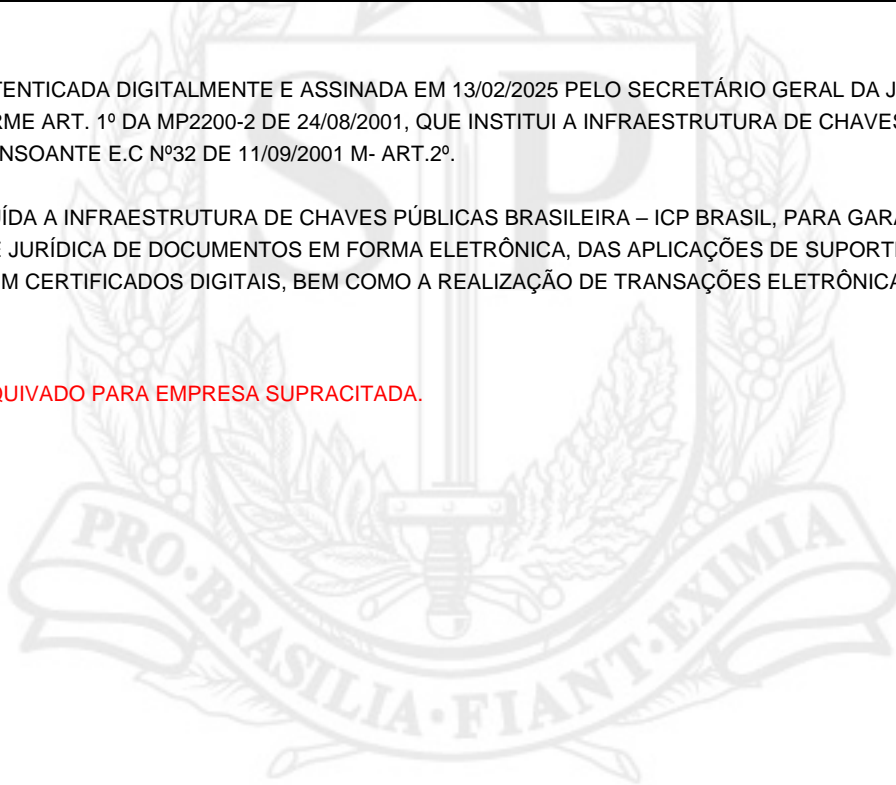 TENTICADA DIGITALMENTE E ASSINADA EM 13/02/2025 PELO SECRETÁRIO GERAL DA J
RME ART. 1º DA MP2200-2 DE 24/08/2001, QUE INSTITUI A INFRAESTRUTURA DE CHAVES
NSOANTE E.C Nº32 DE 11/09/2001 M- ART.2º.
ÍDA A INFRAESTRUTURA DE CHAVES PÚBLICAS BRASILEIRA – ICP BRASIL, PARA GARA
E JURÍDICA DE DOCUMENTOS EM FORMA ELETRÔNICA, DAS APLICAÇÕES DE SUPORTE
M CERTIFICADOS DIGITAIS, BEM COMO A REALIZAÇÃO DE TRANSAÇÕES ELETRÔNICA
QUIVADO PARA EMPRESA SUPRACITADA.
SP
PRO·BRASILIA·FIANT·EXIMIA